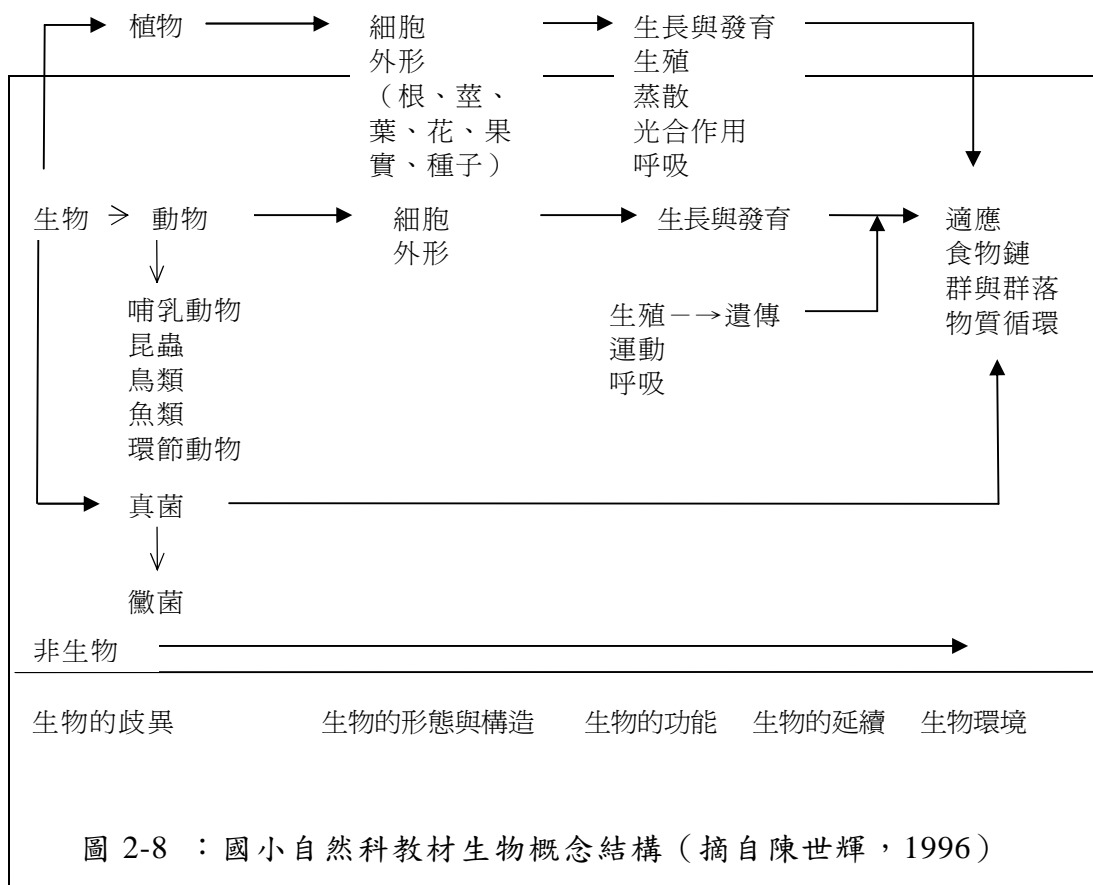 植物
細胞
外形
（根、莖、
葉、花、果
實、種子）
生長與發育
生殖
蒸散
光合作用
呼吸
生物
動物
細胞
外形
生長與發育
適應
食物鏈
群與群落
物質循環
哺乳動物
昆蟲
鳥類
魚類
環節動物
生殖－→遺傳
運動
呼吸
真菌
黴菌
非生物
生物的歧異
生物的形態與構造
生物的功能
生物的延續
生物環境
圖 2-8 ：國小自然科教材生物概念結構（摘自陳世輝，1996）